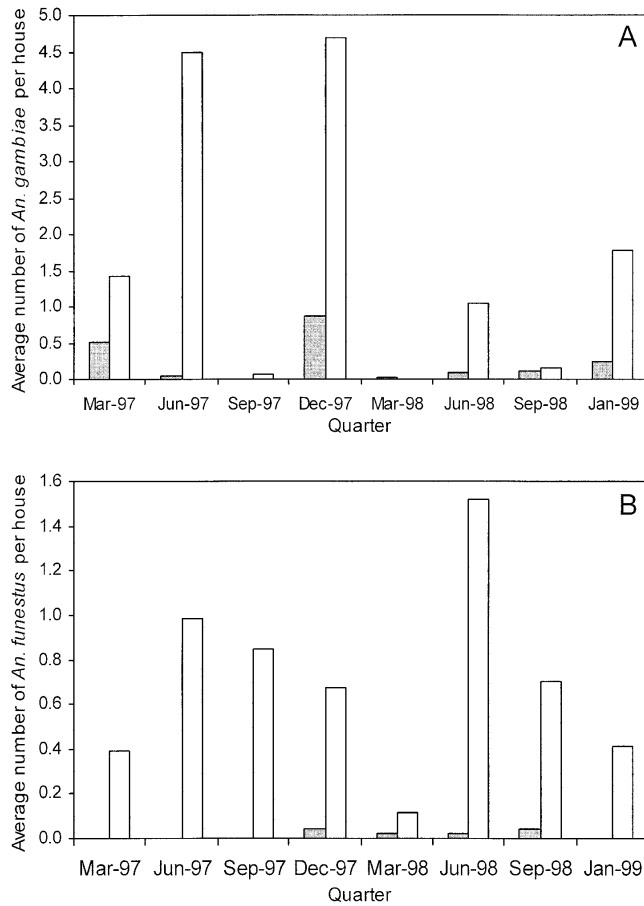 A
Average number of An. gambiae per house
5.0
4.5
4.0
3.5
3.0
2.5
2.0
1.5
1.0
0.5
0.0
Mar-97 Jun-97 Sep-97 Dec-97 Mar-98 Jun-98 Sep-98 Jan-99
Quarter
B
Average number of An. funestus per house
1.6
1.4
1.2
1.0
0.8
0.6
0.4
0.2
0.0
Mar-97 Jun-97 Sep-97 Dec-97 Mar-98 Jun-98 Sep-98 Jan-99
Quarter